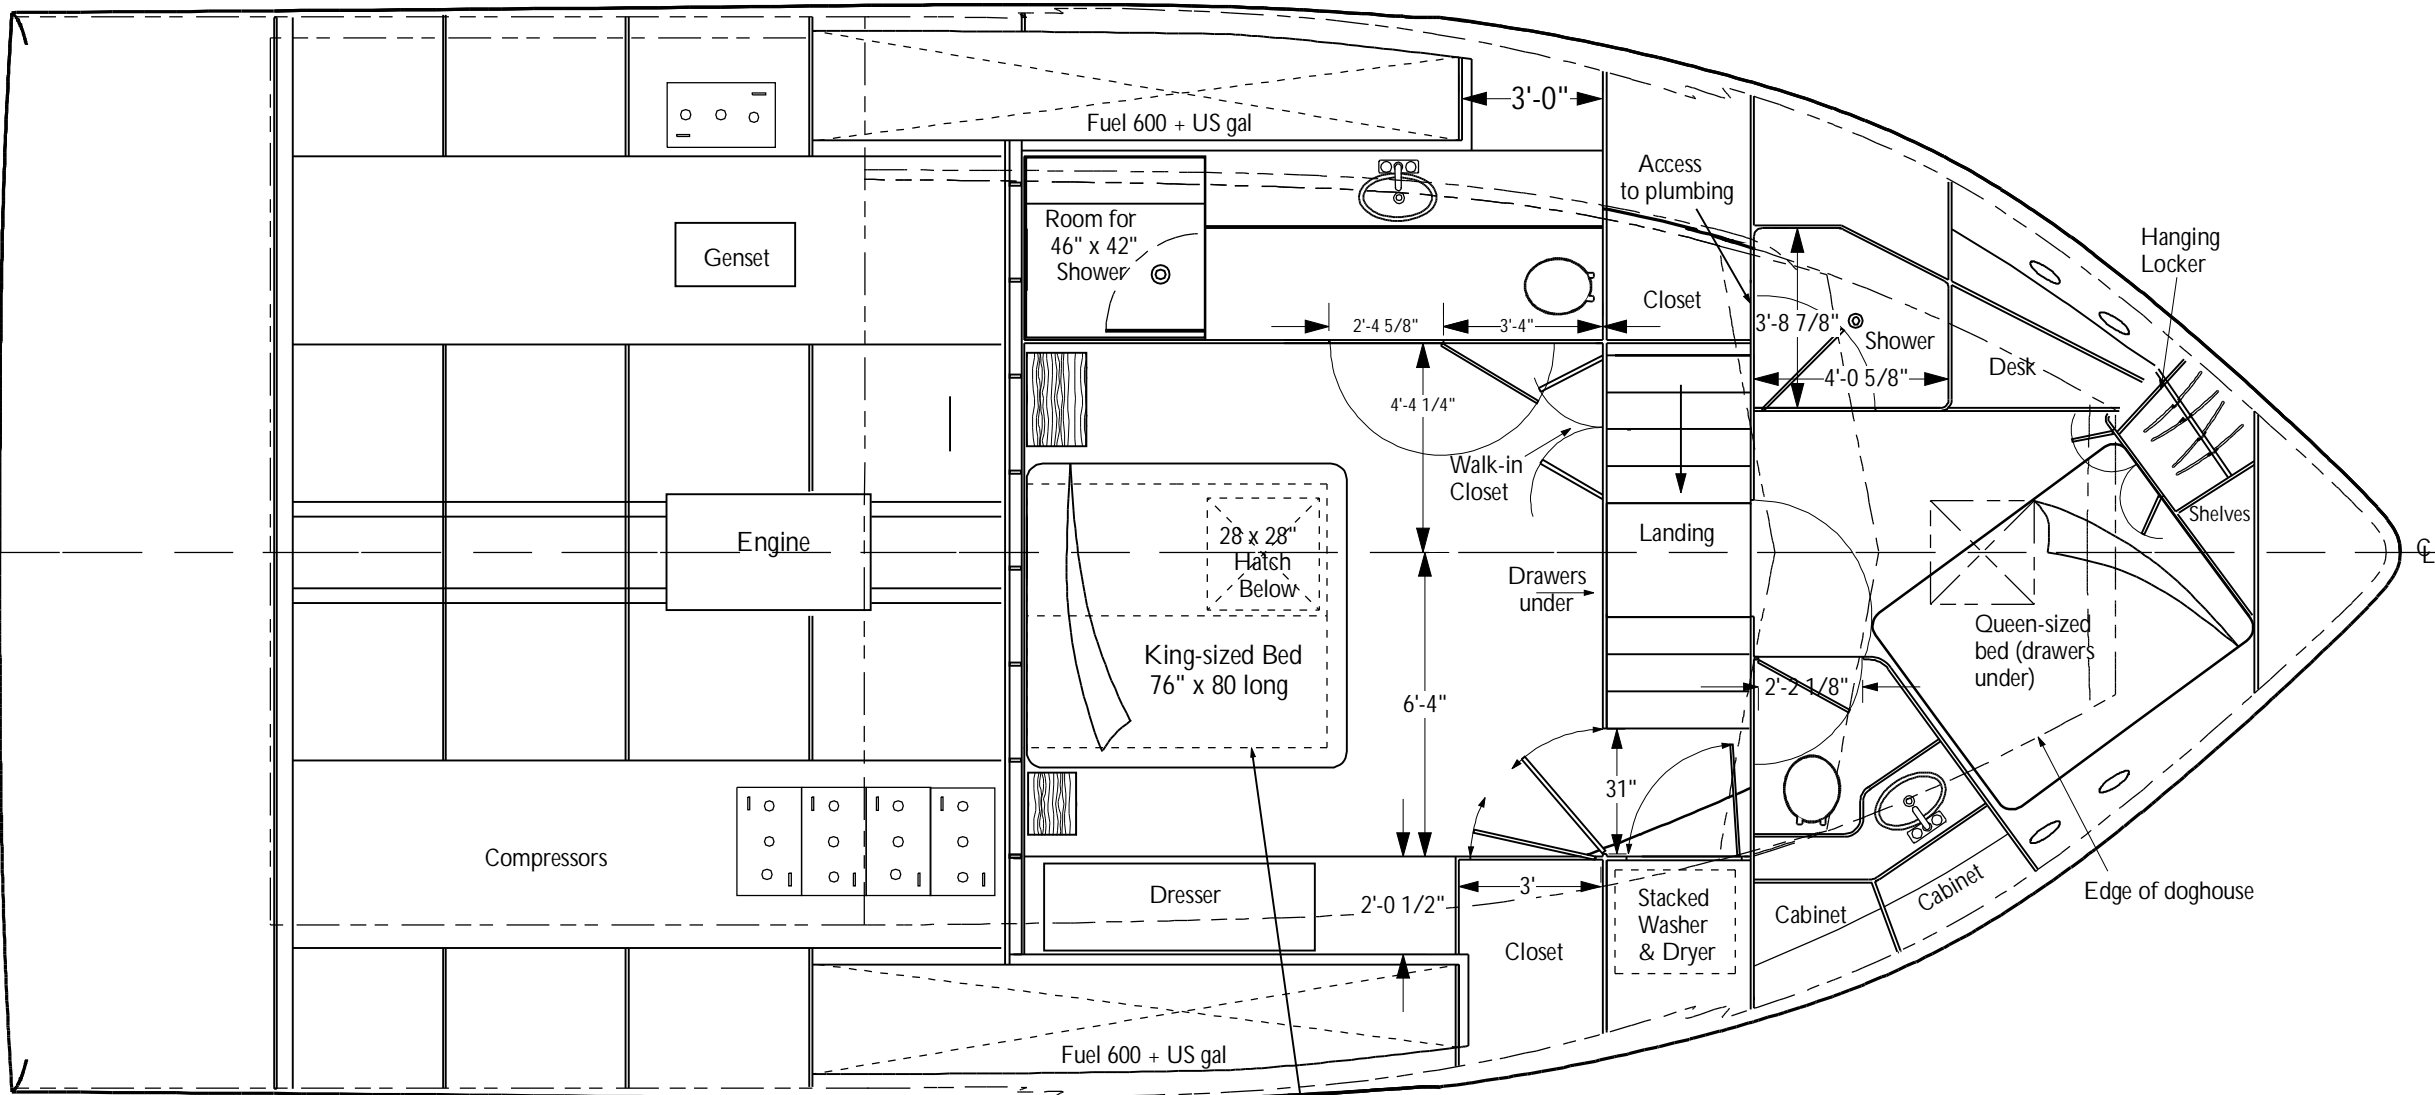 Fuel 600 + US gal
3'-0"
Access
to plumbing
Room for
46" x 42"
Shower
Genset
Hanging
Locker
Closet
2'-4 5/8"
3'-4"
3'-8 7/8"
Shower
Desk
4'-0 5/8"
4'-4 1/4"
Walk-in
Closet
Shelves
Engine
28 x 28"
Hatch
Below
Landing
Drawers
under
CL
King-sized Bed
76" x 80 long
6'-4"
Queen-sized
bed (drawers
under)
2'-2 1/8"
31"
Compressors
Dresser
2'-0 1/2"
3'
Stacked
Washer
& Dryer
Closet
Cabinet
Cabinet
Edge of doghouse
Fuel 600 + US gal